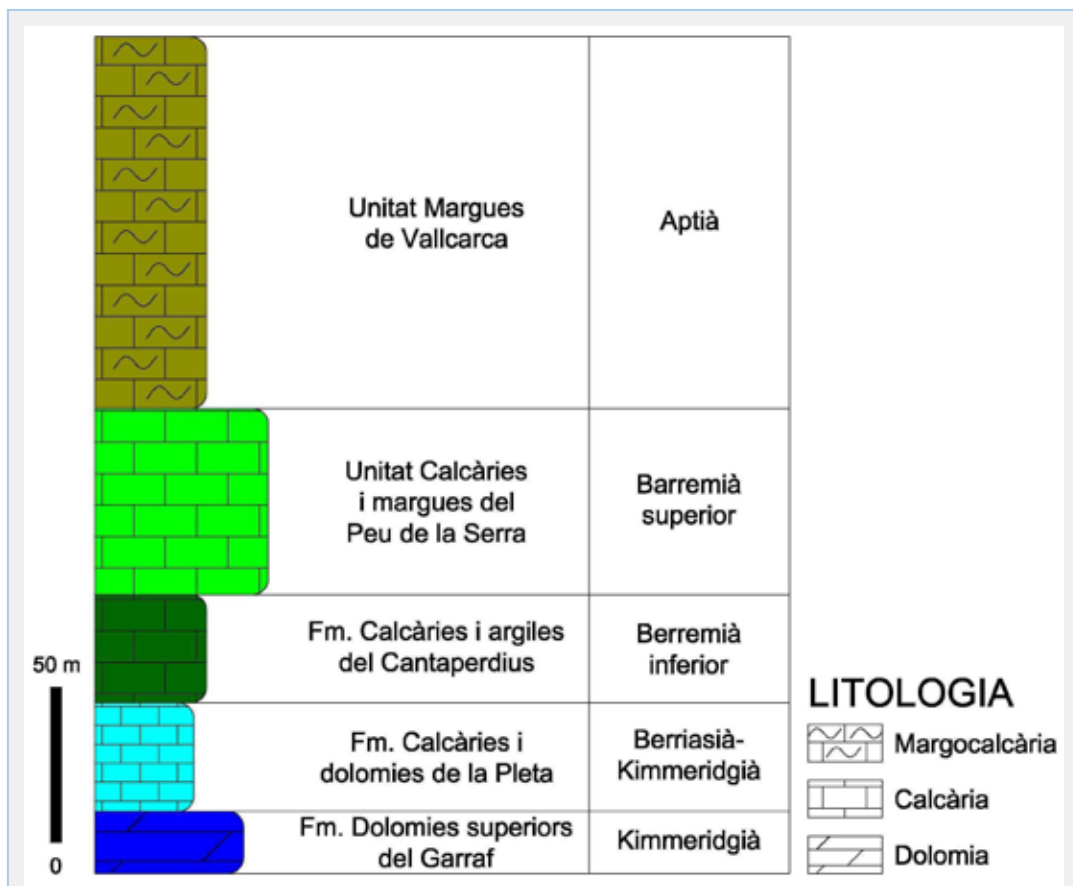 Unitat Margues
de Vallcarca
Aptià
Unitat Calcàries
i margues del
Peu de la Serra
Barremià
superior
Fm. Calcàries i argiles
del Cantaperdius
Berremià
inferior
Fm. Calcàries i
dolomies de la Pleta
Berriasià-
Kimmeridgià
Fm. Dolomies superiors
del Garraf
Kimmeridgià
50 m
0
LITOLOGIA
Margocalcària
Calcària
Dolomia